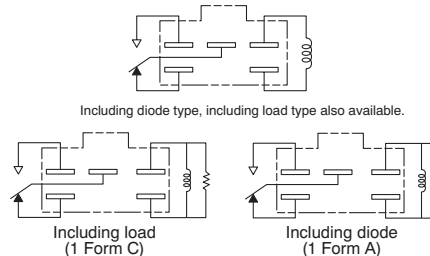 Including diode type, including load type also available.
Including load
(1 Form C)
Including diode
(1 Form A)